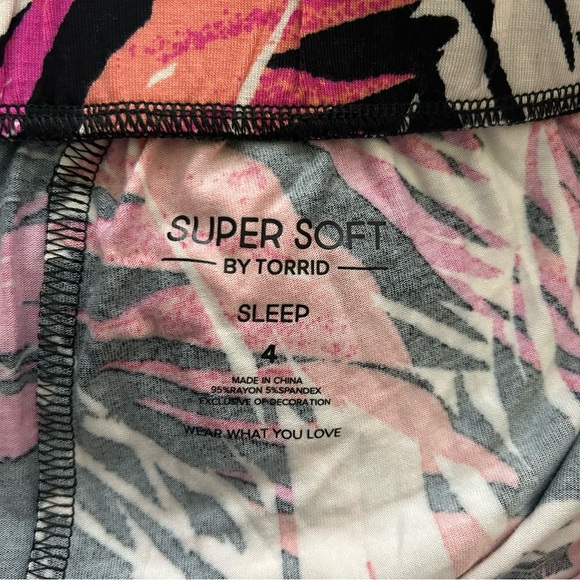 SUPER SOFT
BY TORRID
SLEEP
4
MADE IN CHINA
95%RAYON 5%SPANDEX
EXCLUSIVE OF DECORATION
WEAR WHAT YOU LOVE